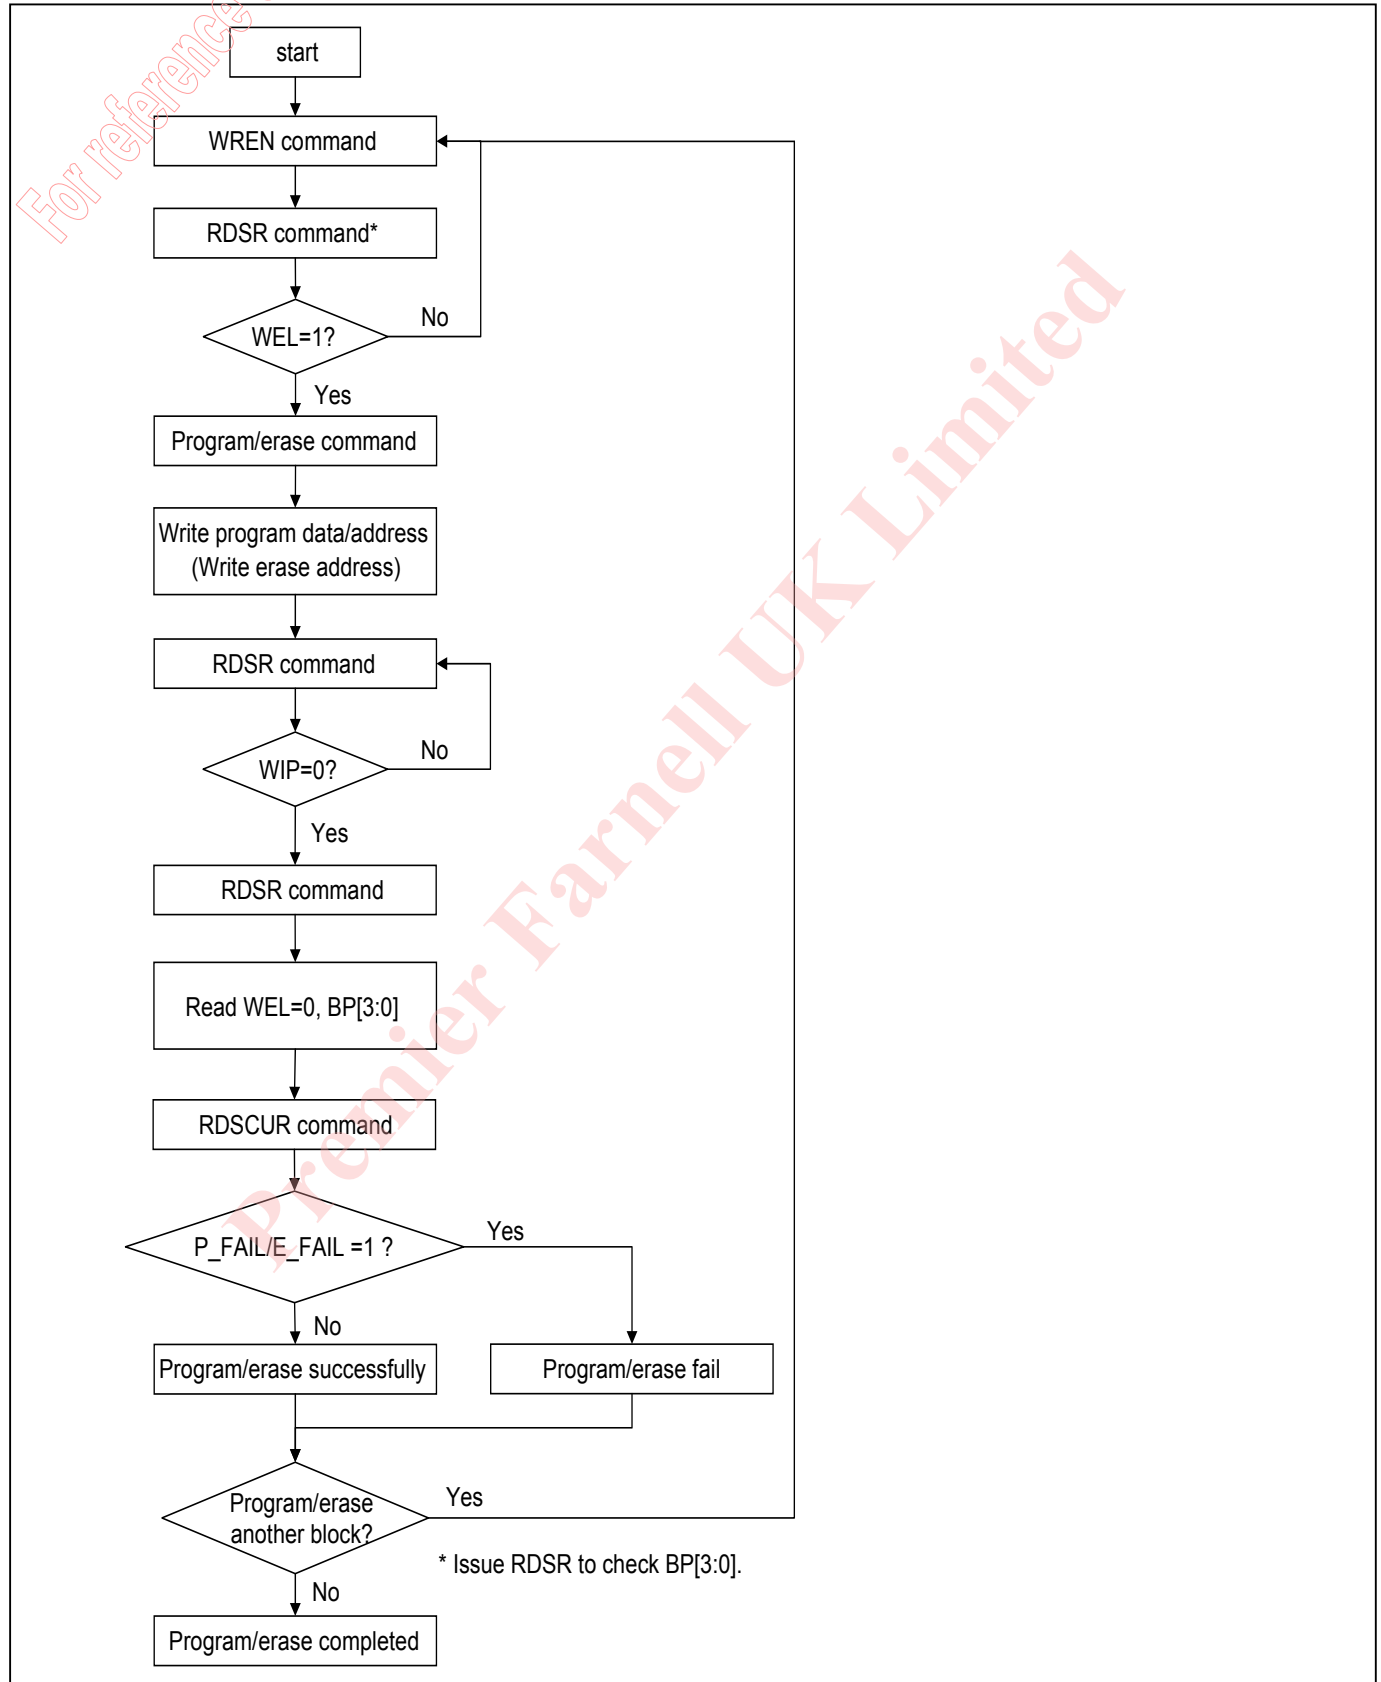 For reference
start
WREN command
RDSR command*
WEL=1?
No
Yes
Program/erase command
Write program data/address
(Write erase address)
RDSR command
WIP=0?
No
Yes
RDSR command
Read WEL=0, BP[3:0]
RDSCUR command
P_FAIL/E_FAIL =1 ?
Yes
No
Program/erase successfully
Program/erase fail
Program/erase
another block?
Yes
* Issue RDSR to check BP[3:0].
No
Program/erase completed
Premier Farnell UK Limited